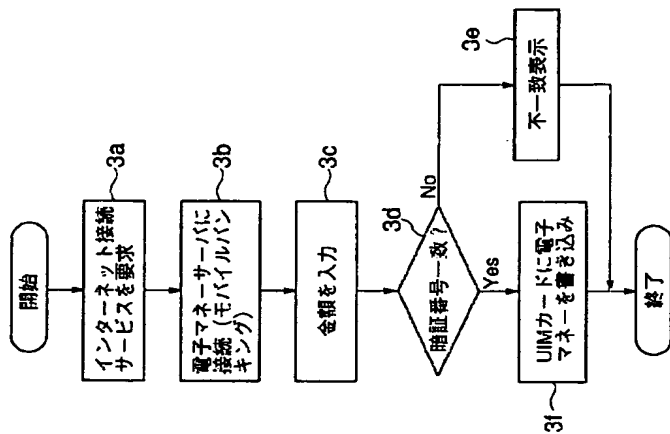 開始
インターネット接続
サービスを要求
3a
電子マネーサーバに
接続（モバイルバン
キング）
3b
金額を入力
3c
暗証番号一致？
3d
No
不一致表示
3e
Yes
UIMカードに電子
マネーを書き込み
3f
終了